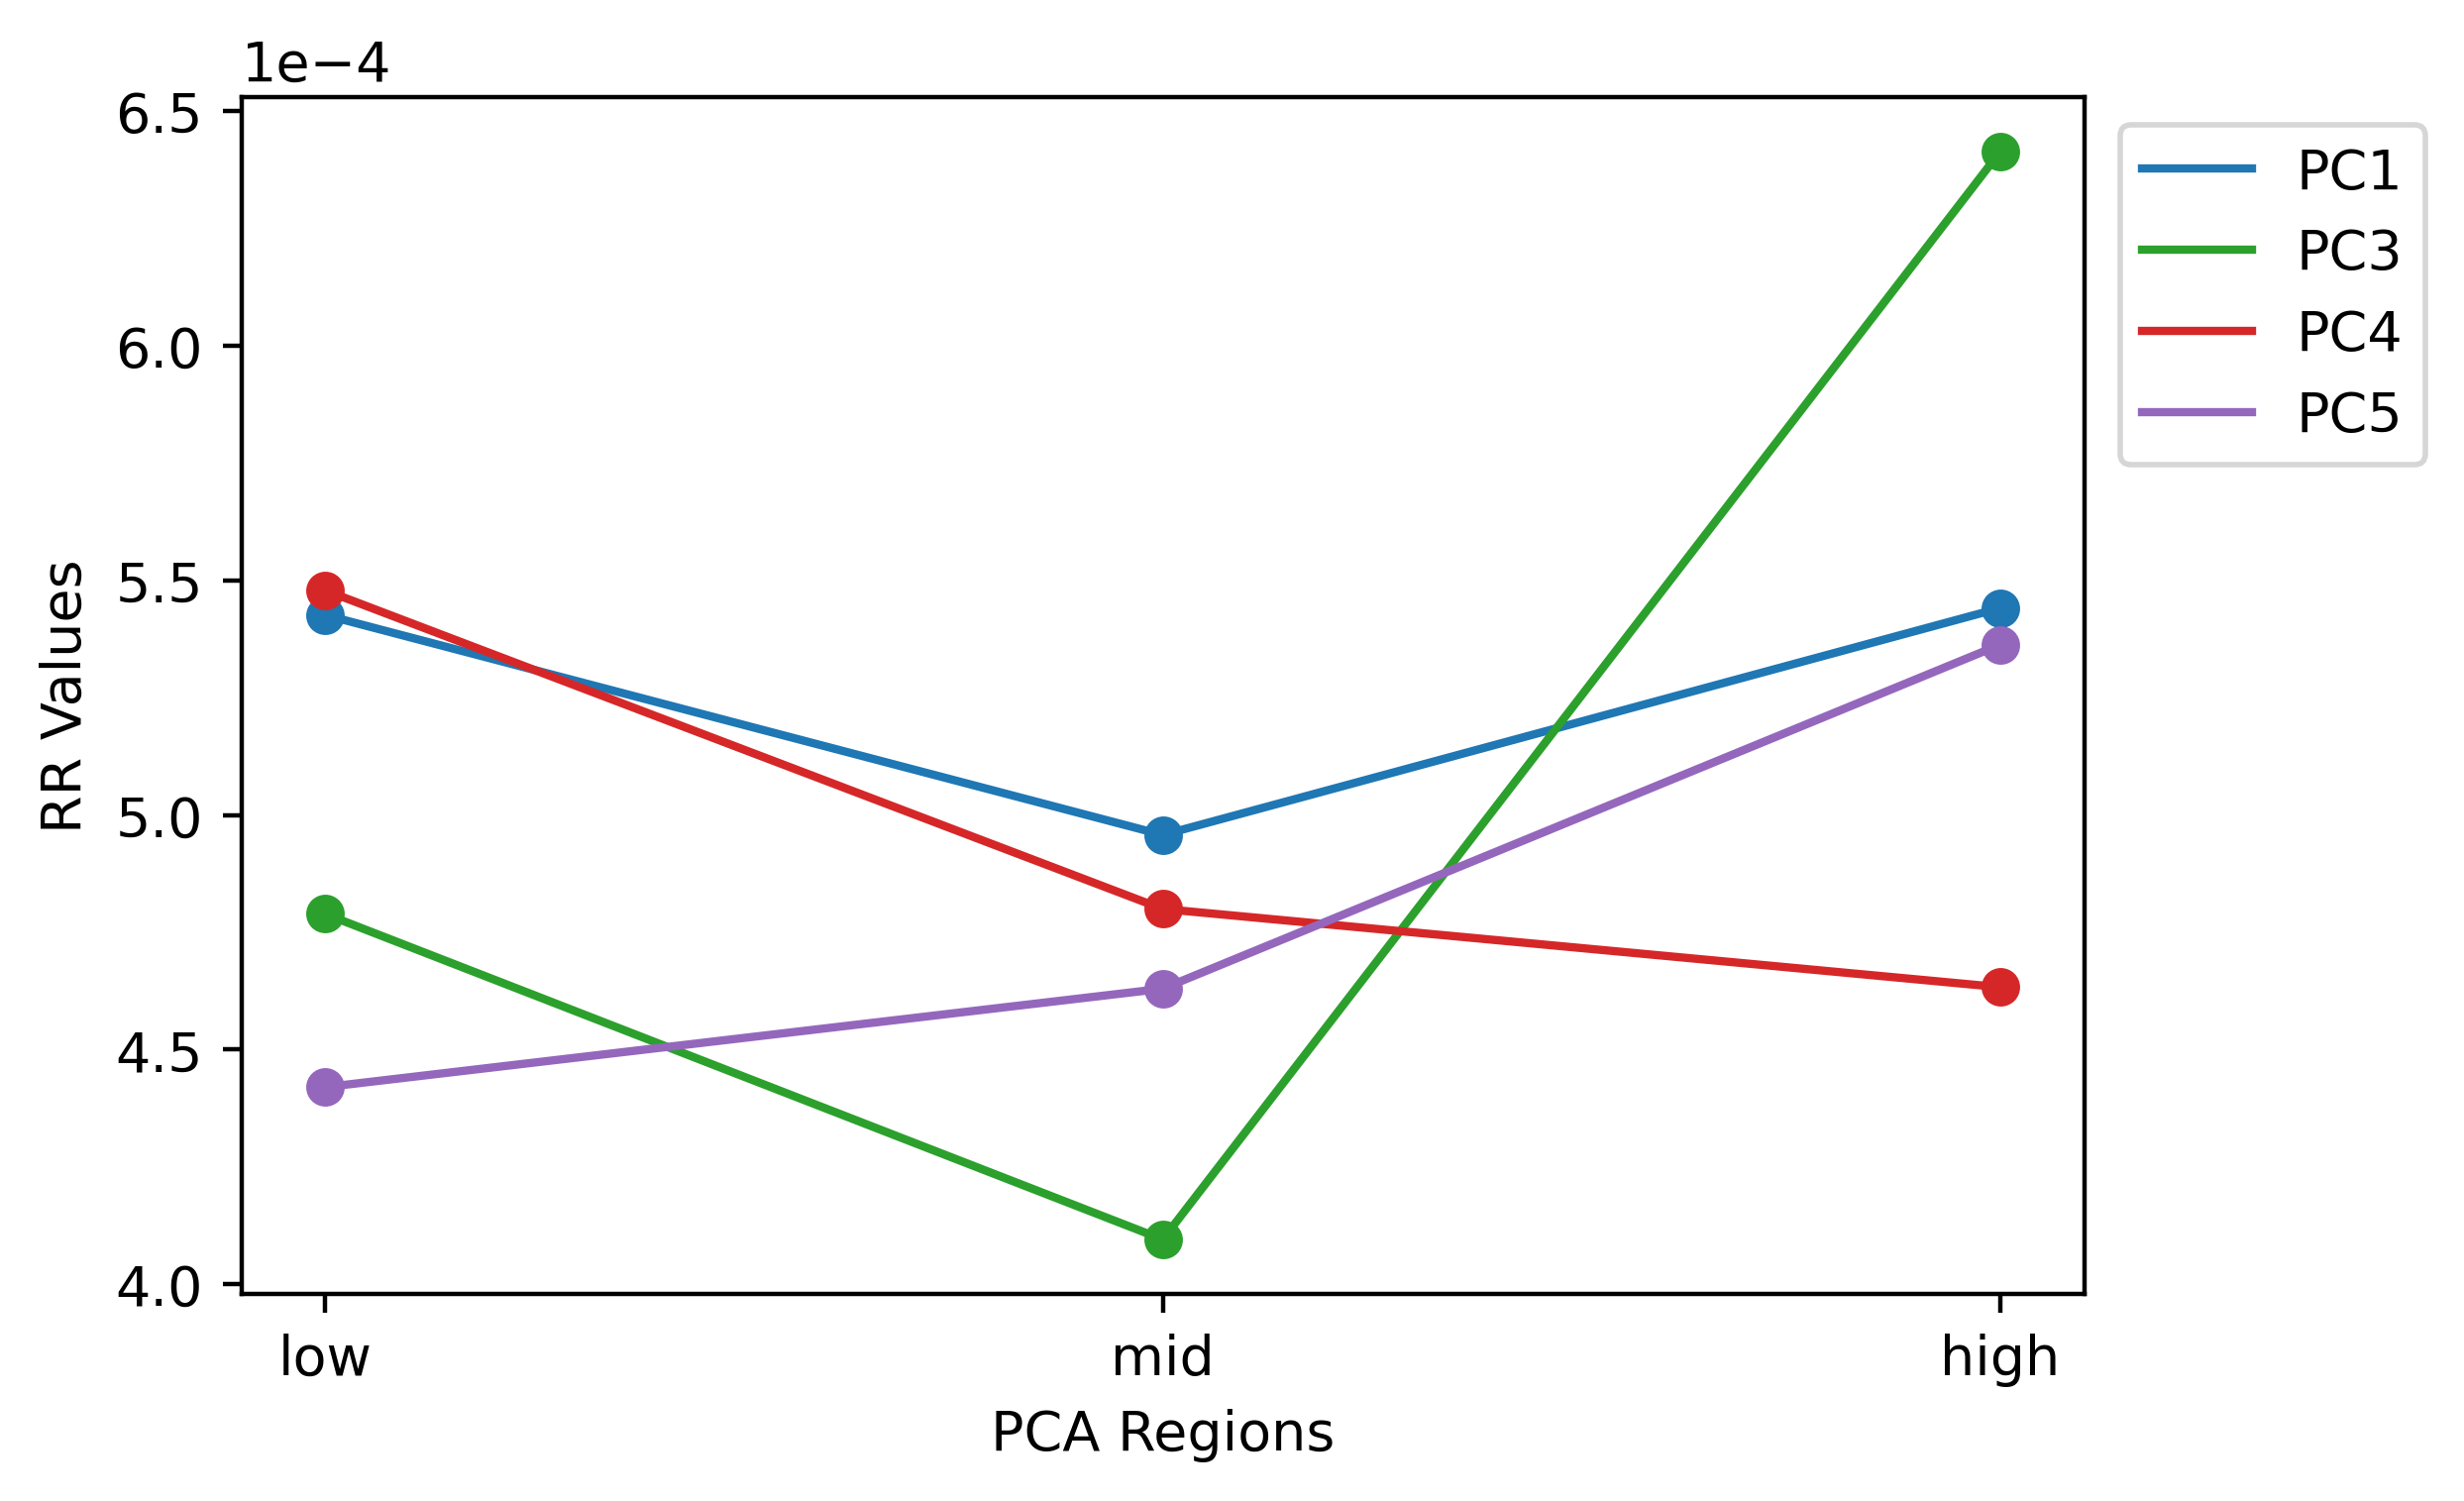 1e−4
6.5
6.0
5.5
5.0
4.5
4.0
RR Values
low mid high
PCA Regions
PC1
PC3
PC4
PC5